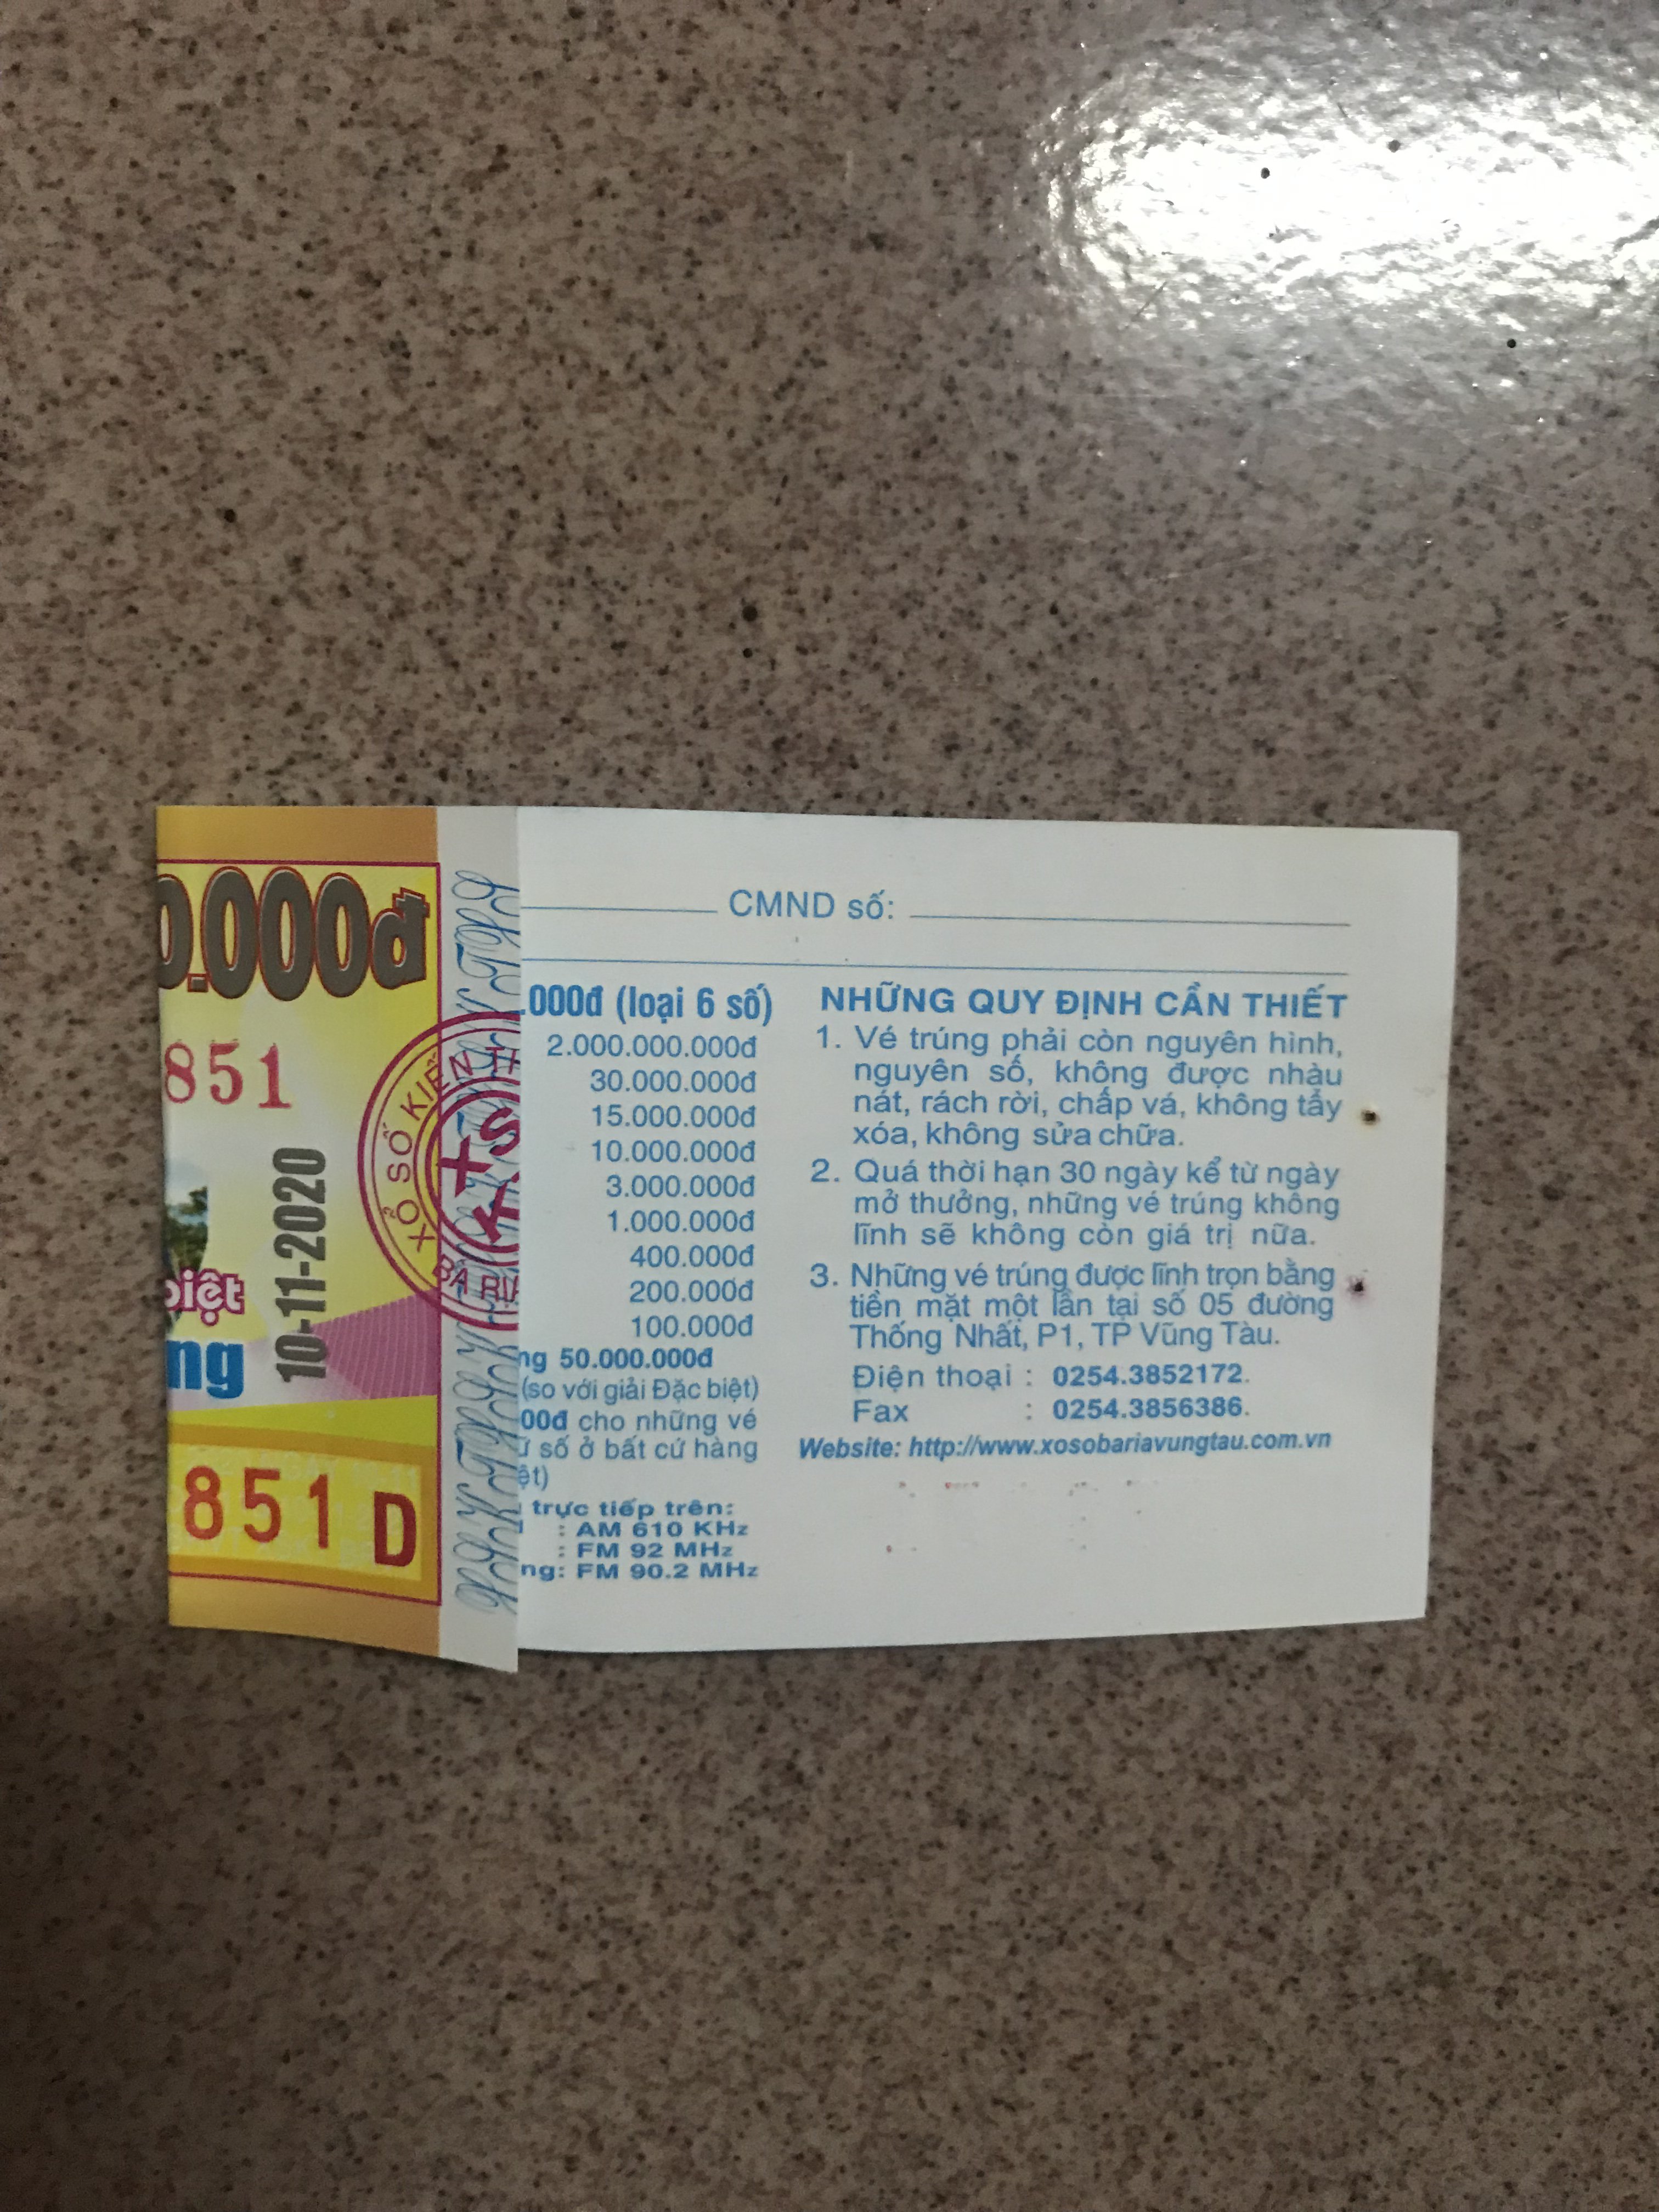 0.000đ
851
10-11-2020
XỔ SỐ KIẾN
XS
KT
BÀ RỊA
biệt
ng
851 D
CMND số:
.000đ (loại 6 số)
2.000.000.000đ
30.000.000đ
15.000.000đ
10.000.000đ
3.000.000đ
1.000.000đ
400.000đ
200.000đ
100.000đ
ng 50.000.000đ
(so với giải Đặc biệt)
00đ cho những vé
số ở bất cứ hàng
ệt)
trực tiếp trên:
: AM 610 KHz
: FM 92 MHz
ng: FM 90.2 MHz
NHỮNG QUY ĐỊNH CẦN THIẾT
1. Vé trúng phải còn nguyên hình,
nguyên số, không được nhàu
nát, rách rời, chắp vá, không tẩy
xóa, không sửa chữa.
2. Quá thời hạn 30 ngày kể từ ngày
mở thưởng, những vé trúng không
lĩnh sẽ không còn giá trị nữa.
3. Những vé trúng được lĩnh trọn bằng
tiền mặt một lần tại số 05 đường
Thống Nhất, P1, TP Vũng Tàu.
Điện thoại : 0254.3852172.
Fax : 0254.3856386.
Website: http://www.xosobariavungtau.com.vn